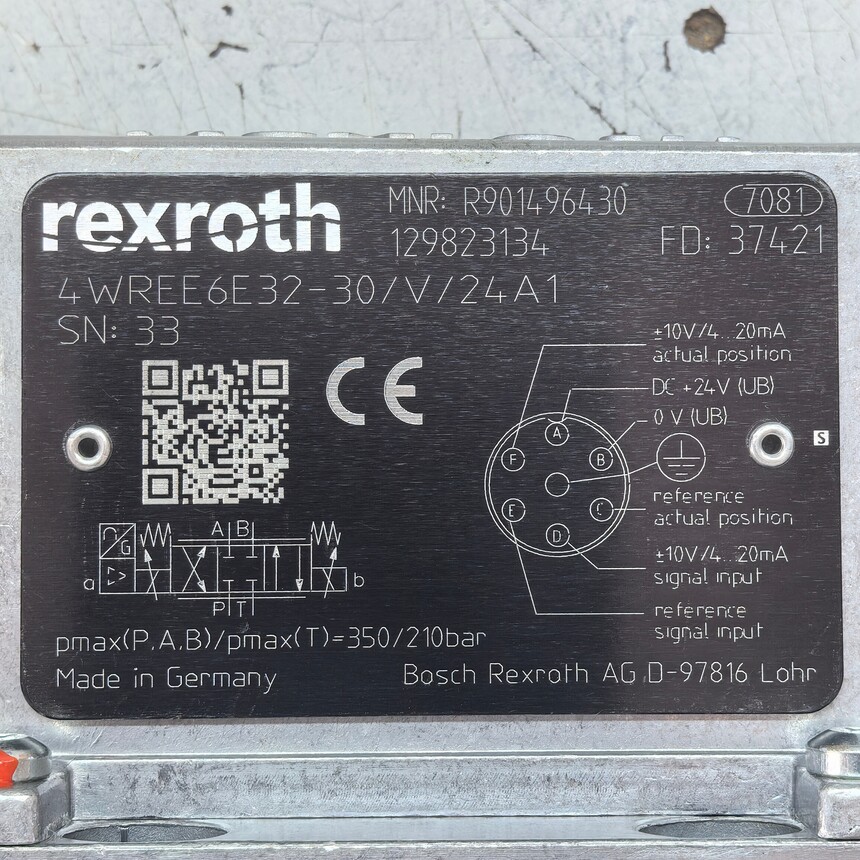 rexroth
MNR: R901496430
7081
129823134
FD: 37421
4WREE6E32-30/V/24A1
SN: 33
CE
±10V/4...20mA
actual position
DC +24V (UB)
0 V (UB)
A
F
B
E
C
D
reference
actual position
±10V/4...20mA
signal input
reference
signal input
S
A B
G
a
b
P T
pmax(P,A,B)/pmax(T)=350/210bar
Made in Germany
Bosch Rexroth AG D-97816 Lohr